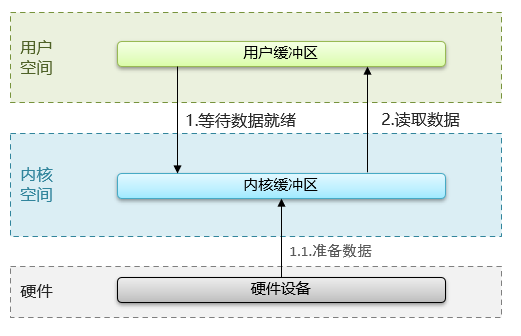 用户
空间
用户缓冲区
1.等待数据就绪
2.读取数据
内核
空间
内核缓冲区
1.1.准备数据
硬件
硬件设备